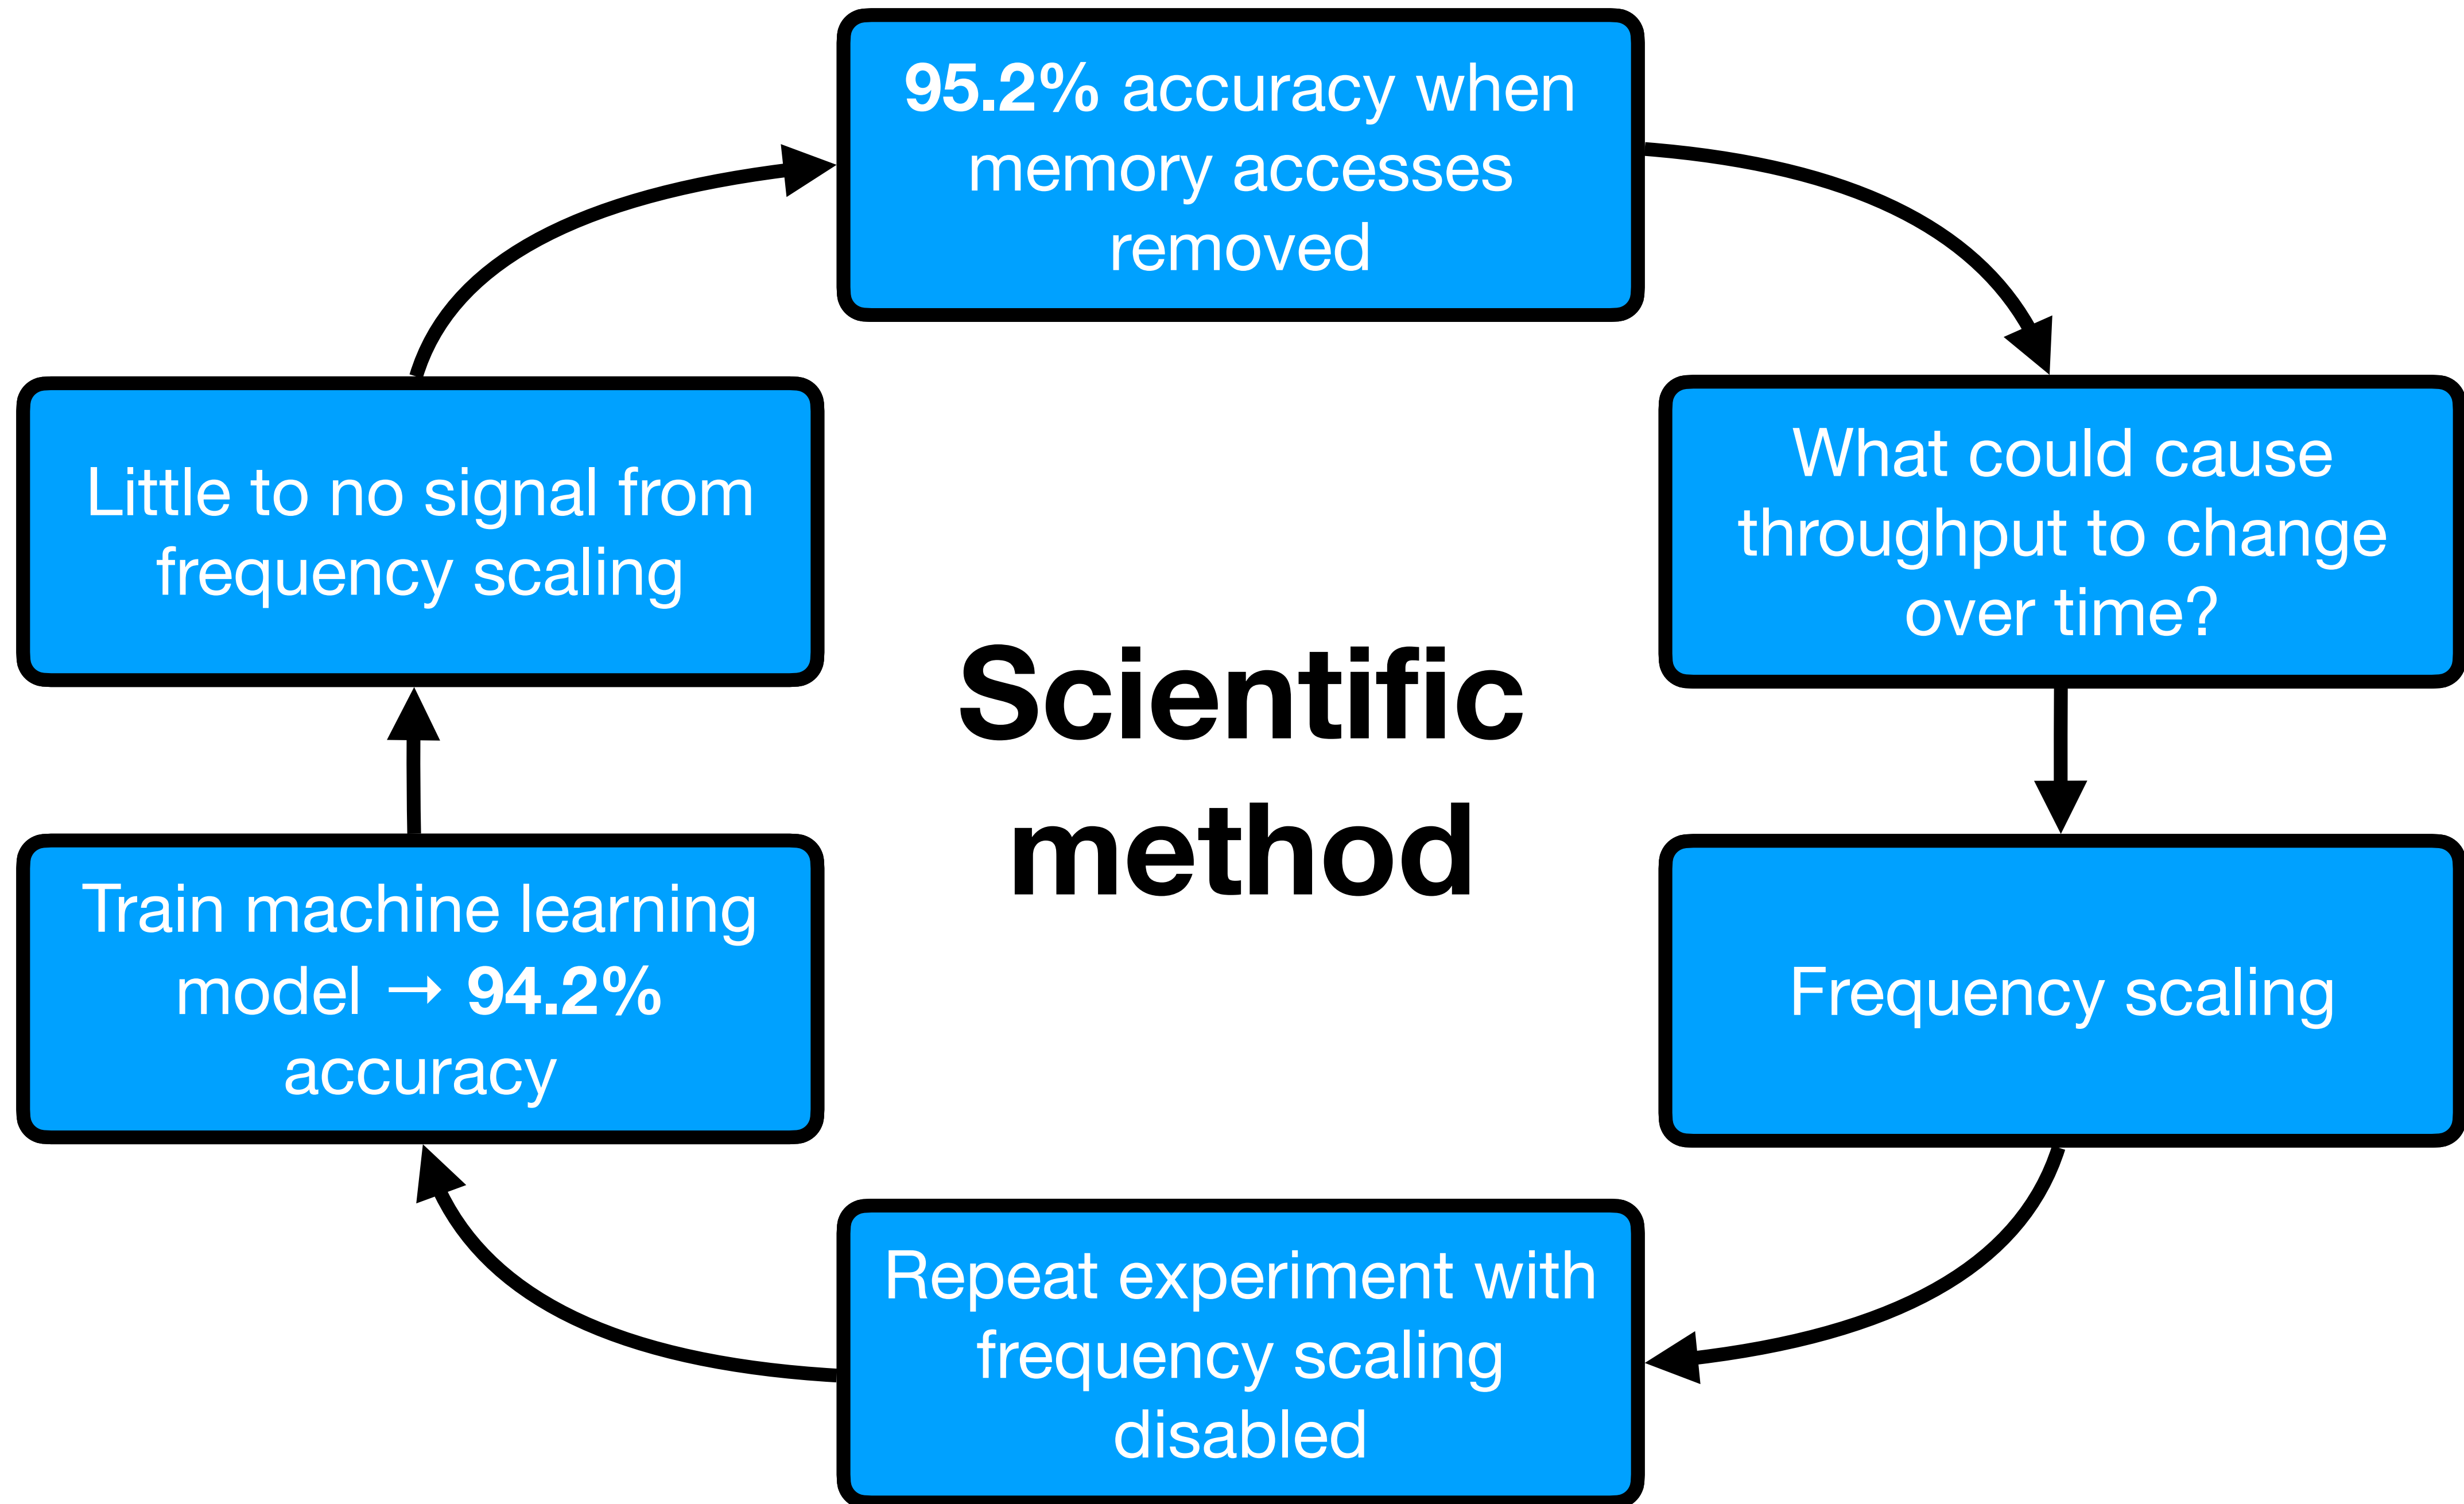 95.2% accuracy when
memory accesses
removed
What could cause
throughput to change
over time?
Frequency scaling
Repeat experiment with
frequency scaling
disabled
Train machine learning
model → 94.2%
accuracy
Little to no signal from
frequency scaling
Scientific
method